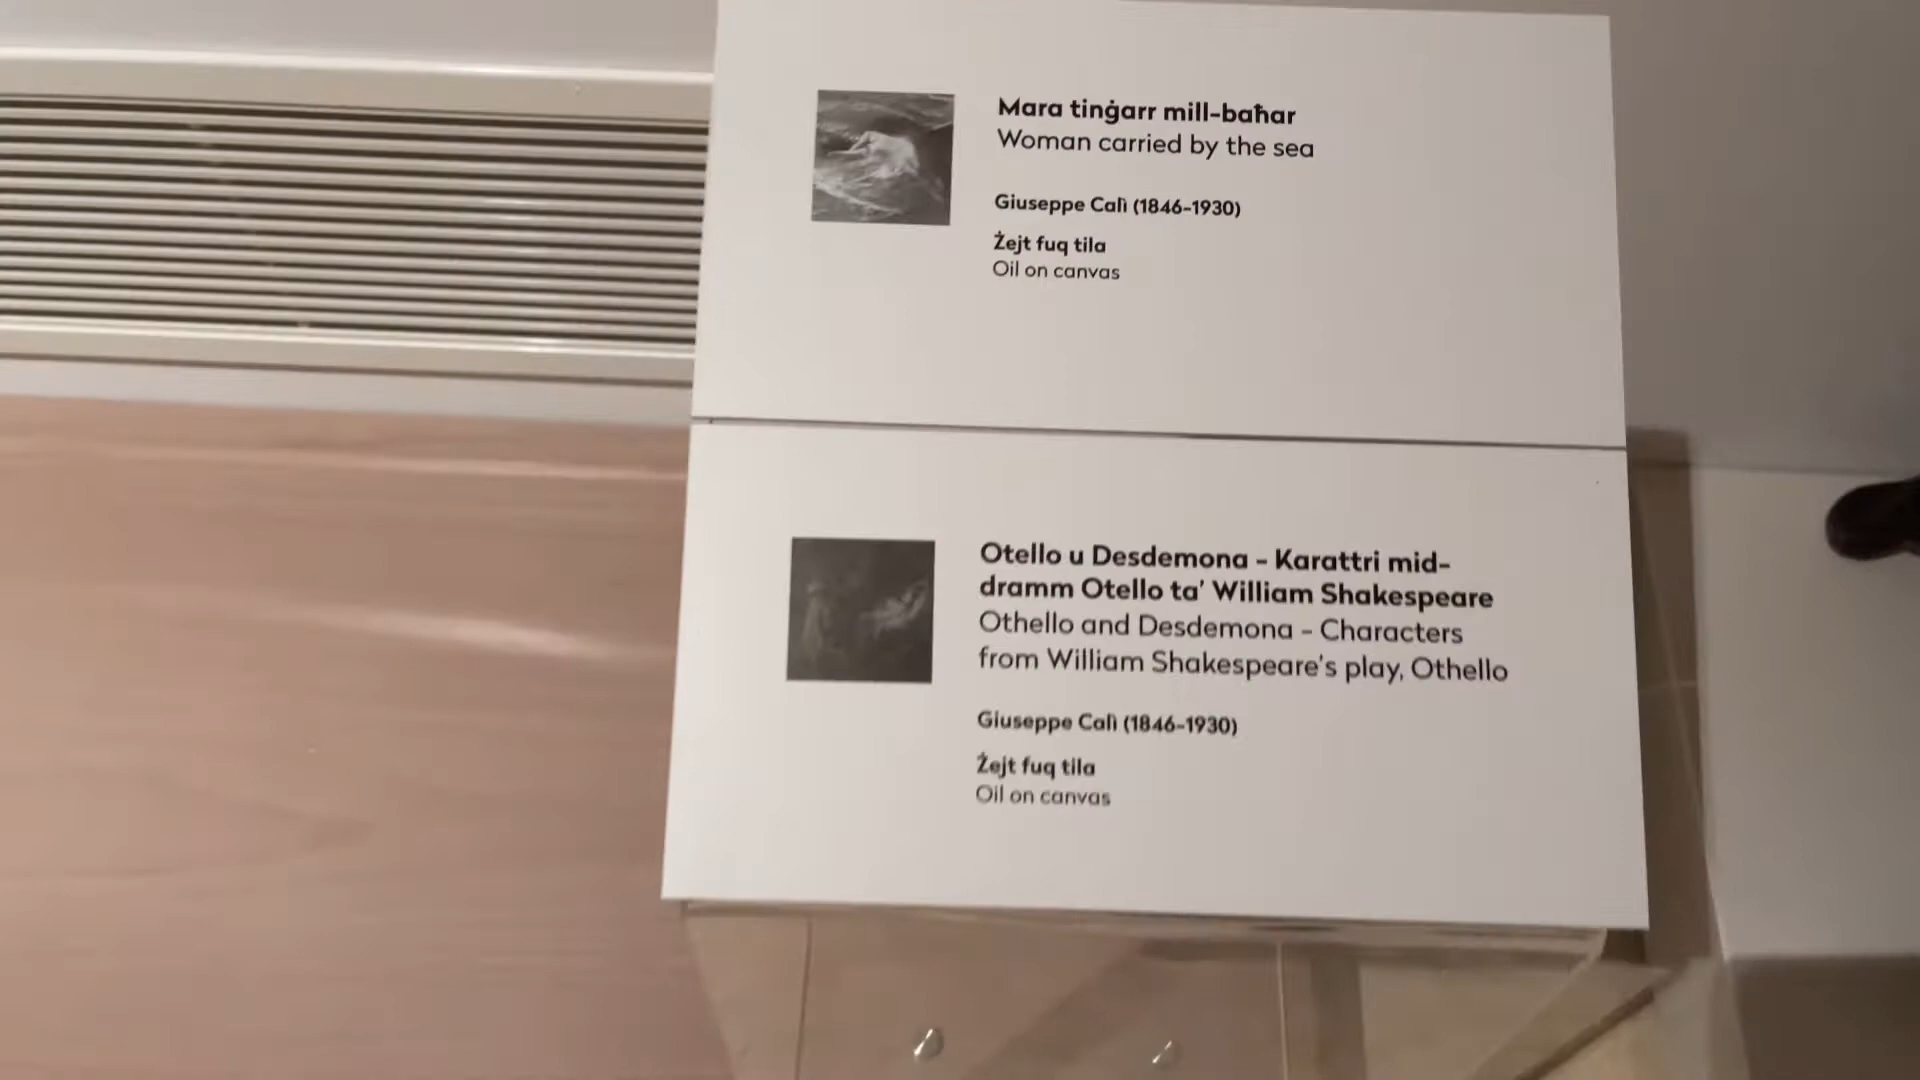 Mara tinġarr mill-baħar
Woman carried by the sea
Giuseppe Calì (1846-1930)
Żejt fuq tila
Oil on canvas
Otello u Desdemona - Karattri mid-
dramm Otello ta’ William Shakespeare
Othello and Desdemona - Characters
from William Shakespeare’s play, Othello
Giuseppe Calì (1846-1930)
Żejt fuq tila
Oil on canvas